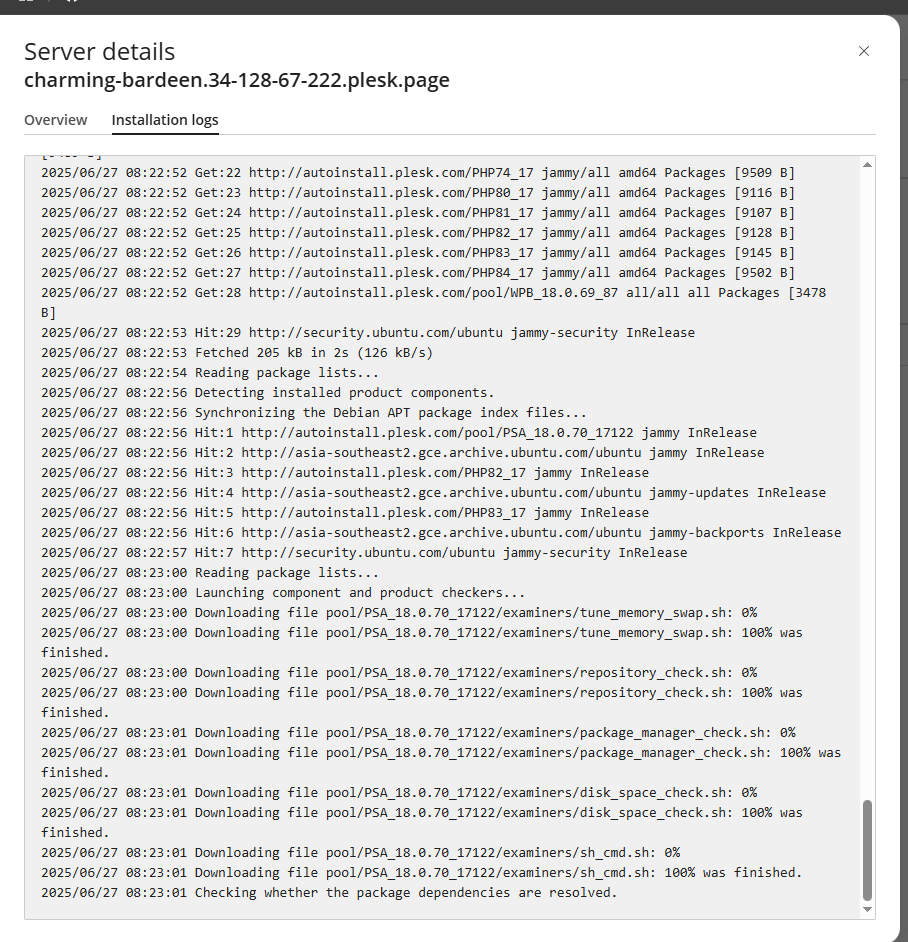 Server details
charming-bardeen.34-128-67-222.plesk.page
Overview Installation logs
2025/06/27 08:22:52 Get:22 http://autoinstall.plesk.com/PHP74_17 jammy/all amd64 Packages [9509 B]
2025/06/27 08:22:52 Get:23 http://autoinstall.plesk.com/PHP80_17 jammy/all amd64 Packages [9116 B]
2025/06/27 08:22:52 Get:24 http://autoinstall.plesk.com/PHP81_17 jammy/all amd64 Packages [9107 B]
2025/06/27 08:22:52 Get:25 http://autoinstall.plesk.com/PHP82_17 jammy/all amd64 Packages [9128 B]
2025/06/27 08:22:52 Get:26 http://autoinstall.plesk.com/PHP83_17 jammy/all amd64 Packages [9145 B]
2025/06/27 08:22:52 Get:27 http://autoinstall.plesk.com/PHP84_17 jammy/all amd64 Packages [9502 B]
2025/06/27 08:22:52 Get:28 http://autoinstall.plesk.com/pool/WPB_18.0.69_87 all/all all Packages [3478
B]
2025/06/27 08:22:53 Hit:29 http://security.ubuntu.com/ubuntu jammy-security InRelease
2025/06/27 08:22:53 Fetched 205 kB in 2s (126 kB/s)
2025/06/27 08:22:54 Reading package lists...
2025/06/27 08:22:56 Detecting installed product components.
2025/06/27 08:22:56 Synchronizing the Debian APT package index files...
2025/06/27 08:22:56 Hit:1 http://autoinstall.plesk.com/pool/PSA_18.0.70_17122 jammy InRelease
2025/06/27 08:22:56 Hit:2 http://asia-southeast2.gce.archive.ubuntu.com/ubuntu jammy InRelease
2025/06/27 08:22:56 Hit:3 http://autoinstall.plesk.com/PHP82_17 jammy InRelease
2025/06/27 08:22:56 Hit:4 http://asia-southeast2.gce.archive.ubuntu.com/ubuntu jammy-updates InRelease
2025/06/27 08:22:56 Hit:5 http://autoinstall.plesk.com/PHP83_17 jammy InRelease
2025/06/27 08:22:56 Hit:6 http://asia-southeast2.gce.archive.ubuntu.com/ubuntu jammy-backports InRelease
2025/06/27 08:22:57 Hit:7 http://security.ubuntu.com/ubuntu jammy-security InRelease
2025/06/27 08:23:00 Reading package lists...
2025/06/27 08:23:00 Launching component and product checkers...
2025/06/27 08:23:00 Downloading file pool/PSA_18.0.70_17122/examiners/tune_memory_swap.sh: 0%
2025/06/27 08:23:00 Downloading file pool/PSA_18.0.70_17122/examiners/tune_memory_swap.sh: 100% was
finished.
2025/06/27 08:23:00 Downloading file pool/PSA_18.0.70_17122/examiners/repository_check.sh: 0%
2025/06/27 08:23:00 Downloading file pool/PSA_18.0.70_17122/examiners/repository_check.sh: 100% was
finished.
2025/06/27 08:23:01 Downloading file pool/PSA_18.0.70_17122/examiners/package_manager_check.sh: 0%
2025/06/27 08:23:01 Downloading file pool/PSA_18.0.70_17122/examiners/package_manager_check.sh: 100% was
finished.
2025/06/27 08:23:01 Downloading file pool/PSA_18.0.70_17122/examiners/disk_space_check.sh: 0%
2025/06/27 08:23:01 Downloading file pool/PSA_18.0.70_17122/examiners/disk_space_check.sh: 100% was
finished.
2025/06/27 08:23:01 Downloading file pool/PSA_18.0.70_17122/examiners/sh_cmd.sh: 0%
2025/06/27 08:23:01 Downloading file pool/PSA_18.0.70_17122/examiners/sh_cmd.sh: 100% was finished.
2025/06/27 08:23:01 Checking whether the package dependencies are resolved.